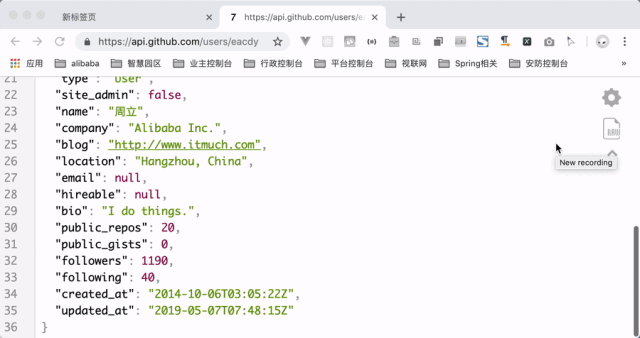 新标签页
7 https://api.github.com/users/eacdy
https://api.github.com/users/eacdy
应用 alibaba 智慧园区 业主控制台 行政控制台 平台控制台 视联网 Spring相关 安防控制台
21 "type": "User",
22 "site_admin": false,
23 "name": "周立",
24 "company": "Alibaba Inc.",
25 "blog": "http://www.itmuch.com",
26 "location": "Hangzhou, China",
27 "email": null,
28 "hireable": null,
29 "bio": "I do things.",
30 "public_repos": 20,
31 "public_gists": 0,
32 "followers": 1190,
33 "following": 40,
34 "created_at": "2014-10-06T03:05:22Z",
35 "updated_at": "2019-05-07T07:48:15Z"
36 }
RAW
New recording